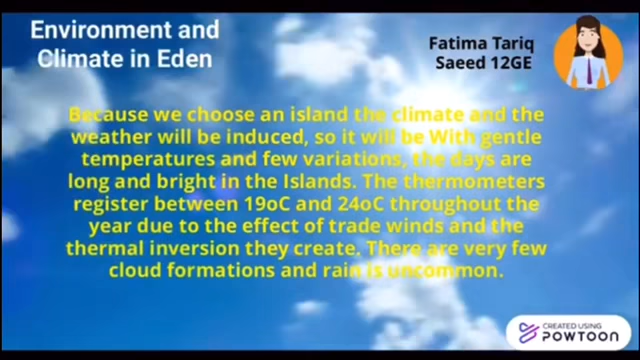 Environment and
Climate in Eden
Fatima Tariq
Saeed 12GE
Because we choose an island the climate and the
weather will be induced, so it will be With gentle
temperatures and few variations, the days are
long and bright in the Islands. The thermometers
register between 19oC and 24oC throughout the
year due to the effect of trade winds and the
thermal inversion they create. There are very few
cloud formations and rain is uncommon.
CREATED USING
POWTOON